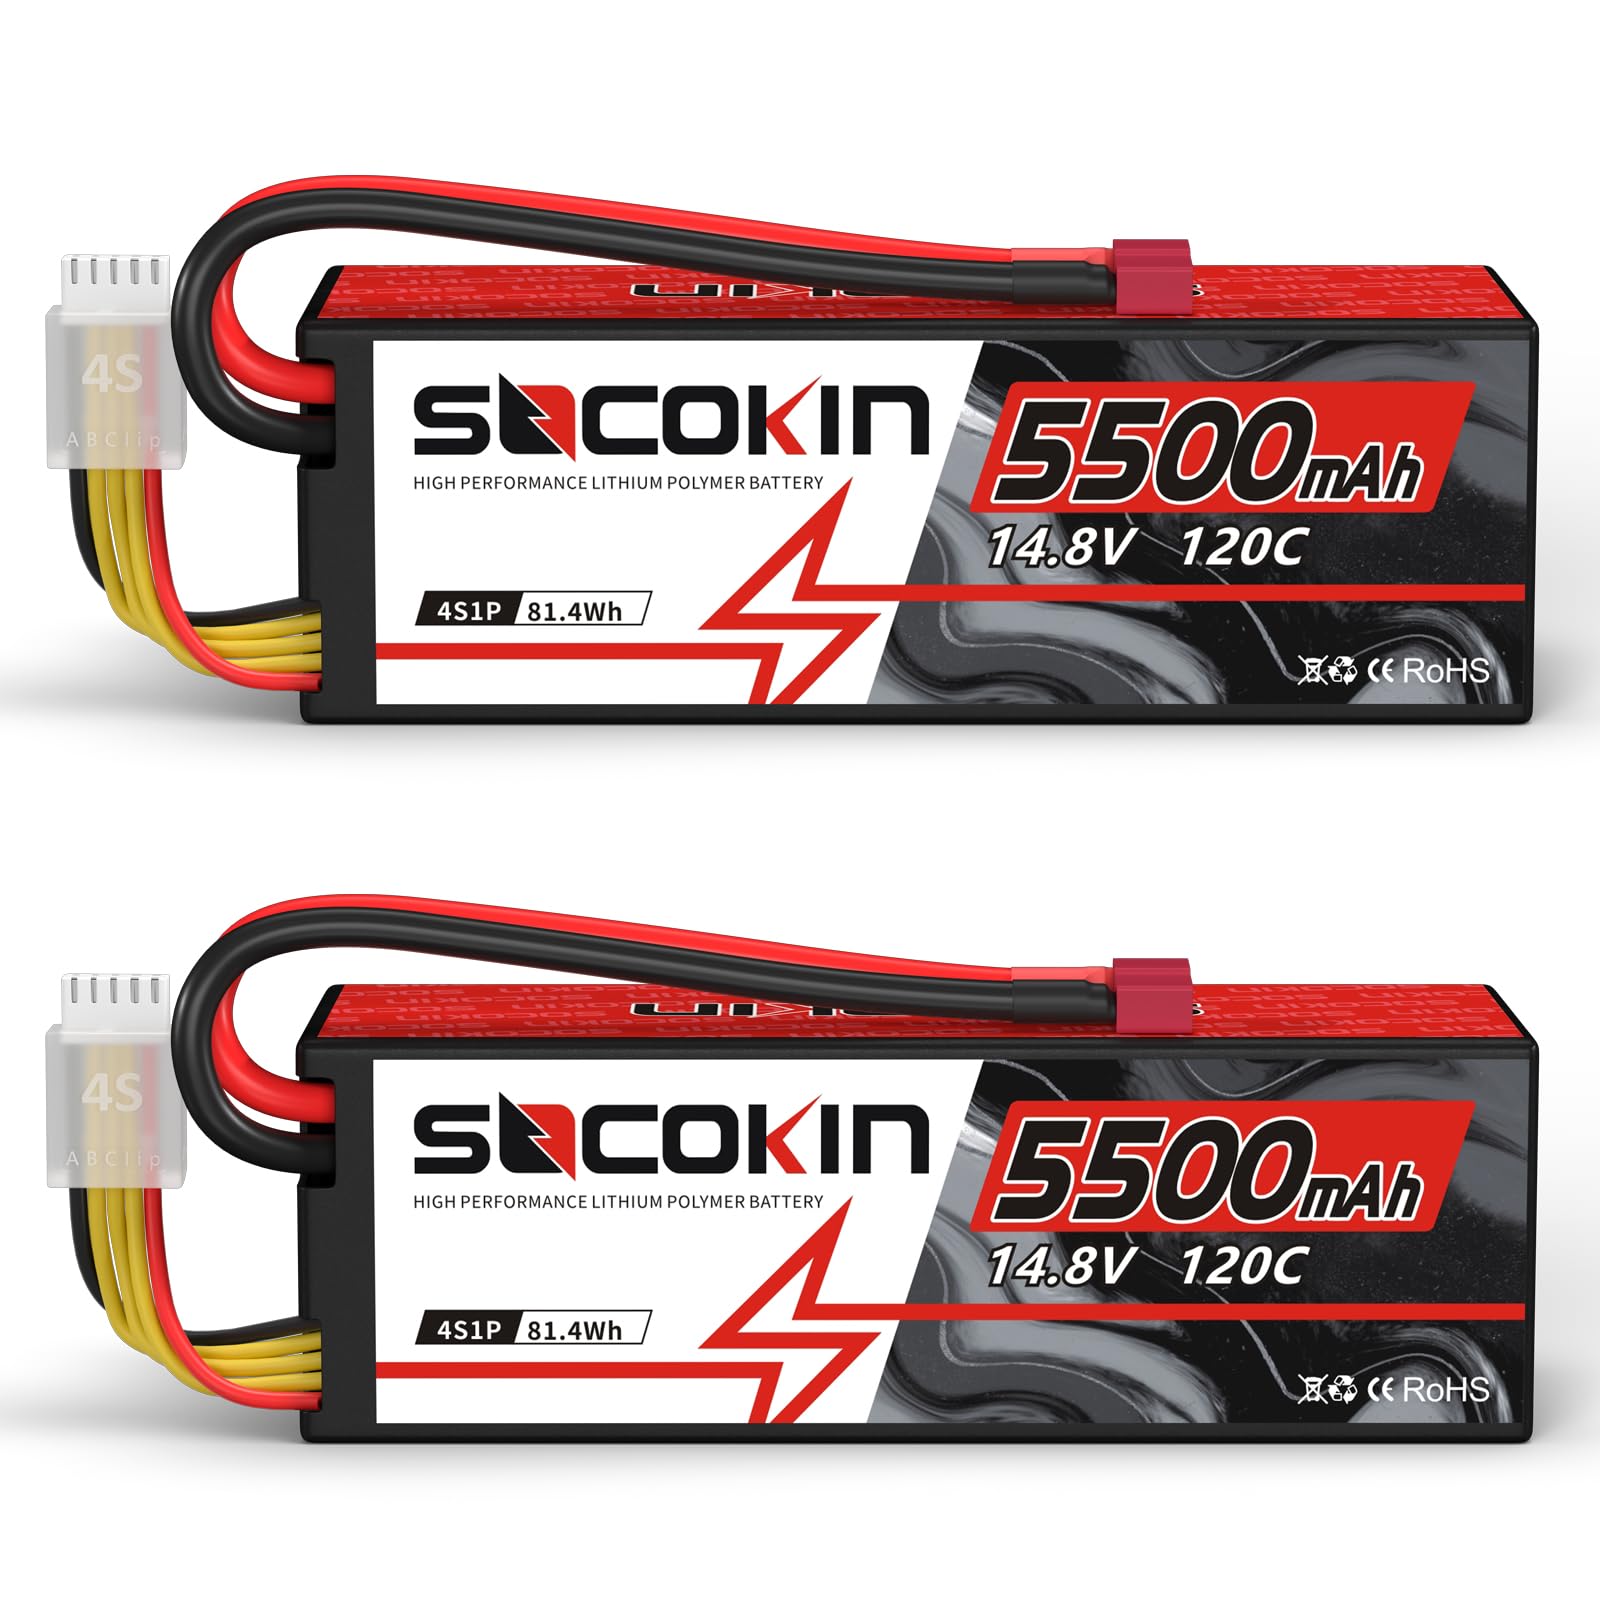 4S
ABClip
SOCOKIN
HIGH PERFORMANCE LITHIUM POLYMER BATTERY
5500mAh
14.8V 120C
4S1P 81.4Wh
CE RoHS
4S
ABClip
SOCOKIN
HIGH PERFORMANCE LITHIUM POLYMER BATTERY
5500mAh
14.8V 120C
4S1P 81.4Wh
CE RoHS